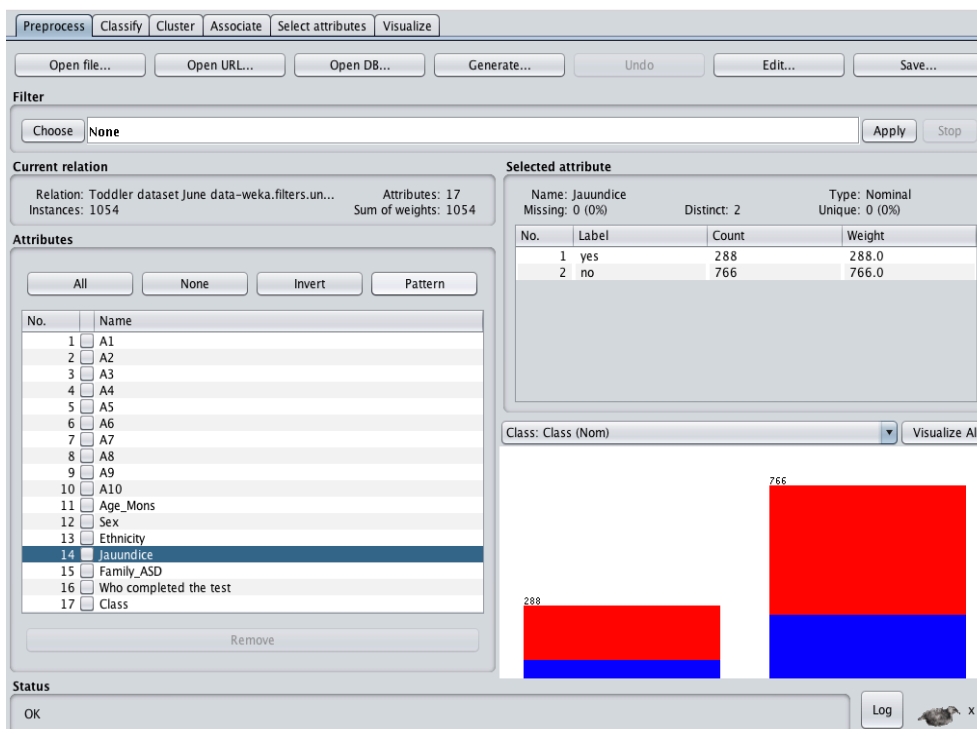 Preprocess Classify Cluster Associate Select attributes Visualize
Open file... Open URL... Open DB... Generate... Undo Edit... Save...
Filter
Choose None Apply Stop
Current relation
Relation: Toddler dataset June data-weka.filters.un... Attributes: 17
Instances: 1054 Sum of weights: 1054
Attributes
All None Invert Pattern
No. Name
1 A1
2 A2
3 A3
4 A4
5 A5
6 A6
7 A7
8 A8
9 A9
10 A10
11 Age_Mons
12 Sex
13 Ethnicity
14 Jauundice
15 Family_ASD
16 Who completed the test
17 Class
Remove
Selected attribute
Name: Jauundice Type: Nominal
Missing: 0 (0%) Distinct: 2 Unique: 0 (0%)
No. Label Count Weight
1 yes 288 288.0
2 no 766 766.0
Class: Class (Nom) Visualize Al
766
288
Status
OK Log x